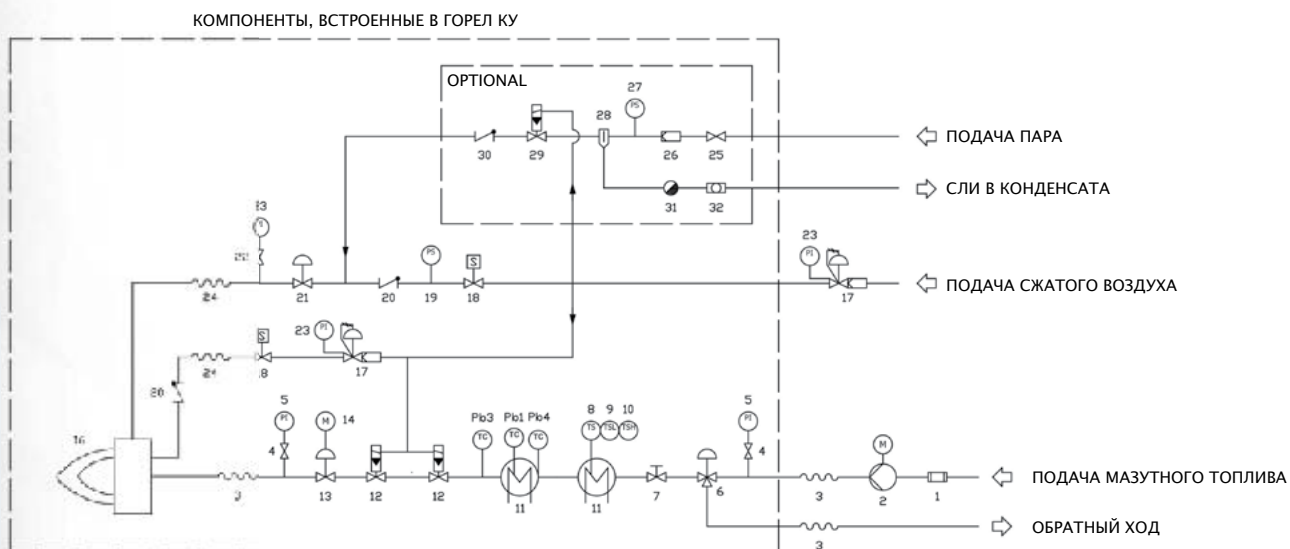 КОМПОНЕНТЫ, ВСТРОЕННЫЕ В ГОРЕЛ КУ
OPTIONAL
27
PS
28
30
29
26
25
ПОДАЧА ПАРА
31
32
СЛИ В КОНДЕНСАТА
23
PI
24
21
20
PS
19
S
18
17
ПОДАЧА СЖАТОГО ВОЗДУХА
S
23
PI
17
20
16
5
PI
4
M
14
Pb3
TC
Pb1
TC
Pb4
TC
8
TS
9
TSL
10
TSH
5
PI
4
M
3
13
12
12
11
11
7
6
3
2
1
ПОДАЧА МАЗУТНОГО ТОПЛИВА
3
ОБРАТНЫЙ ХОД